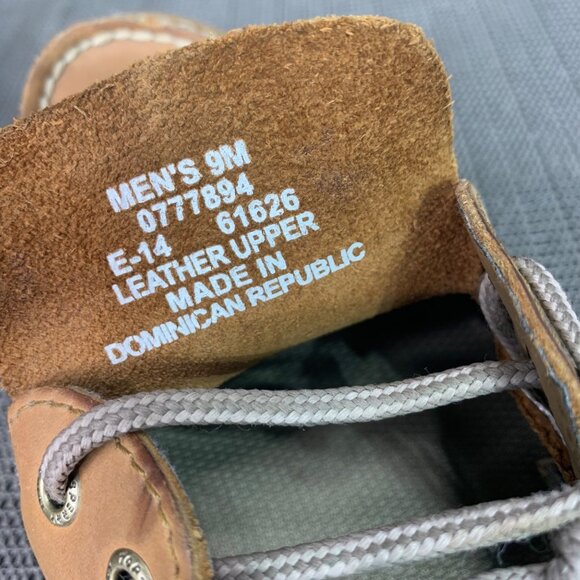 MEN'S 9M
0777894
E-14 61626
LEATHER UPPER
MADE IN
DOMINICAN REPUBLIC